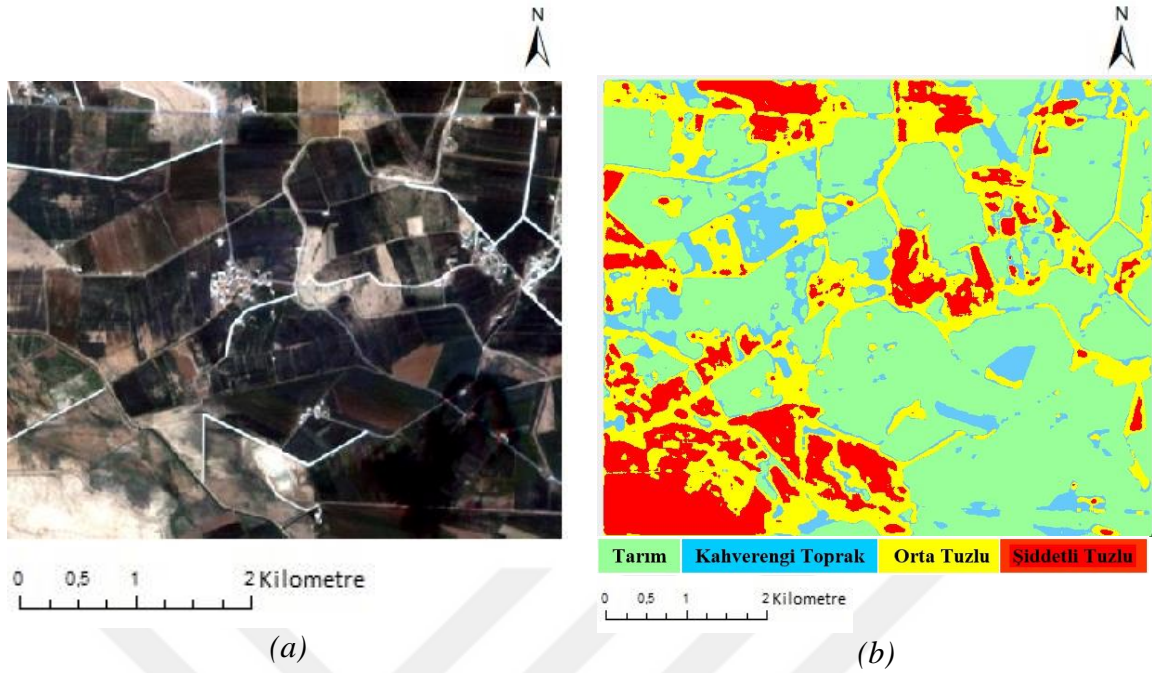 N
N
0 0,5 1 2 Kilometre
(a)
Tarım Kahverengi Toprak Orta Tuzlu Şiddetli Tuzlu
0 0,5 1 2 Kilometre
(b)